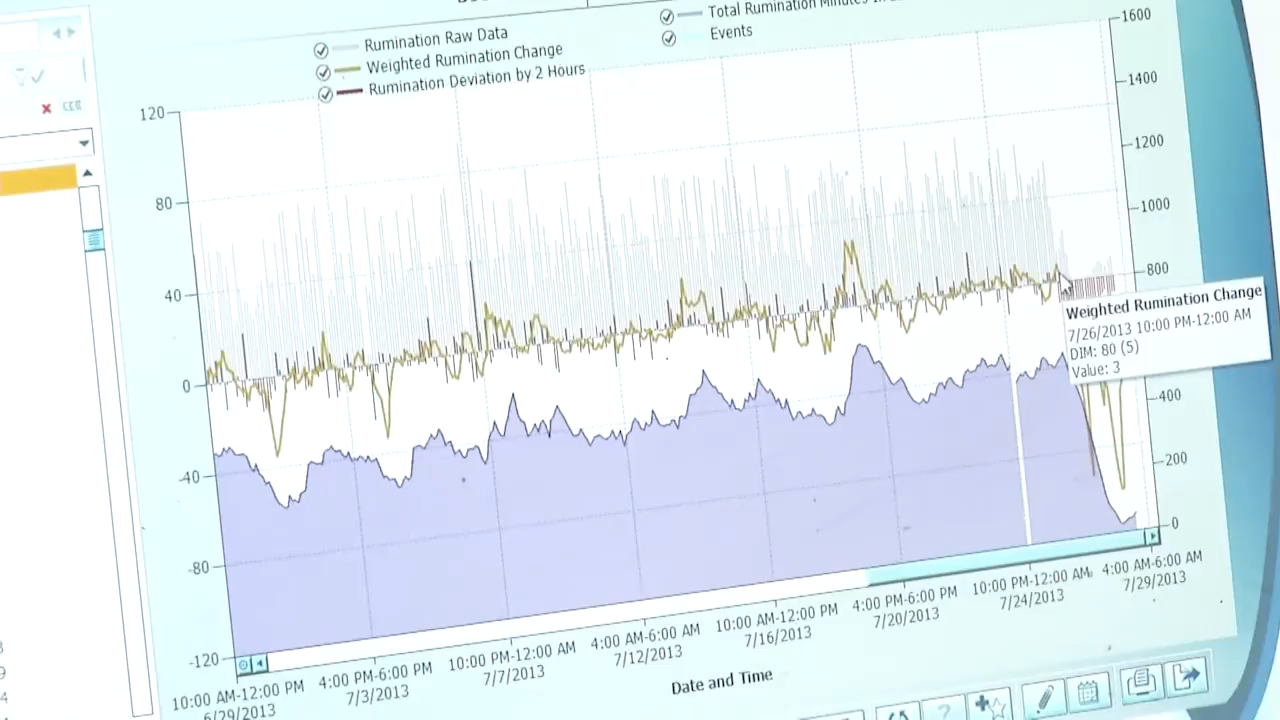 Rumination Raw Data
Weighted Rumination Change
Rumination Deviation by 2 Hours
Total Rumination Minutes
Events
120
80
40
0
-40
-80
-120
1600
1400
1200
1000
800
400
200
0
Weighted Rumination Change
7/26/2013 10:00 PM-12:00 AM
DIM: 80 (5)
Value: 3
10:00 AM-12:00 PM
6/29/2013
4:00 PM-6:00 PM
7/3/2013
10:00 PM-12:00 AM
7/7/2013
4:00 AM-6:00 AM
7/12/2013
10:00 AM-12:00 PM
7/16/2013
4:00 PM-6:00 PM
7/20/2013
10:00 PM-12:00 AM
7/24/2013
4:00 AM-6:00 AM
7/29/2013
Date and Time
9
4